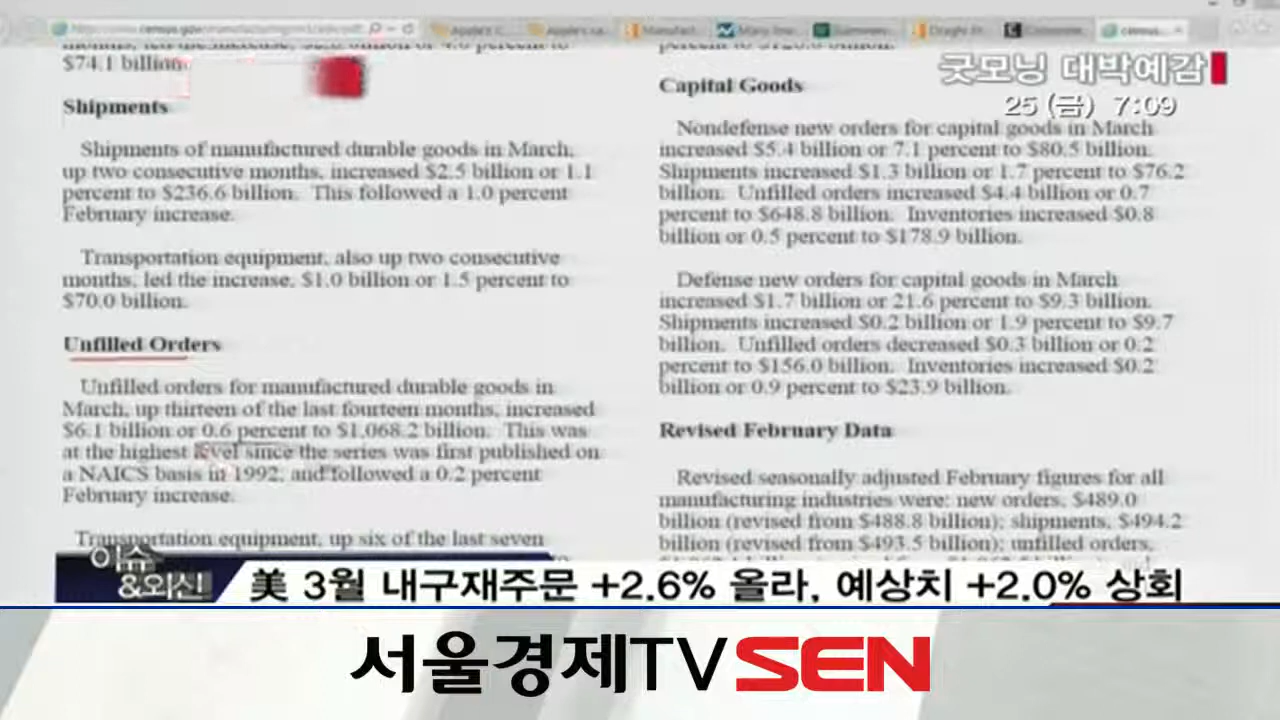 굿모닝 대박예감
25 (금) 7:09
$74.1 billion.
Shipments
Shipments of manufactured durable goods in March,
up two consecutive months, increased $2.5 billion or 1.1
percent to $236.6 billion. This followed a 1.0 percent
February increase.
Transportation equipment, also up two consecutive
months, led the increase, $1.0 billion or 1.5 percent to
$70.0 billion.
Unfilled Orders
Unfilled orders for manufactured durable goods in
March, up thirteen of the last fourteen months, increased
$6.1 billion or 0.6 percent to $1,068.2 billion. This was
at the highest level since the series was first published on
a NAICS basis in 1992, and followed a 0.2 percent
February increase.
Transportation equipment, up six of the last seven
Capital Goods
Nondefense new orders for capital goods in March
increased $5.4 billion or 7.1 percent to $80.5 billion.
Shipments increased $1.3 billion or 1.7 percent to $76.2
billion. Unfilled orders increased $4.4 billion or 0.7
percent to $648.8 billion. Inventories increased $0.8
billion or 0.5 percent to $178.9 billion.
Defense new orders for capital goods in March
increased $1.7 billion or 21.6 percent to $9.3 billion.
Shipments increased $0.2 billion or 1.9 percent to $9.7
billion. Unfilled orders decreased $0.3 billion or 0.2
percent to $156.0 billion. Inventories increased $0.2
billion or 0.9 percent to $23.9 billion.
Revised February Data
Revised seasonally adjusted February figures for all
manufacturing industries were: new orders, $489.0
billion (revised from $488.8 billion); shipments, $494.2
billion (revised from $493.5 billion); unfilled orders,
이슈
&외신
美 3월 내구재주문 +2.6% 올라, 예상치 +2.0% 상회
서울경제TV SEN